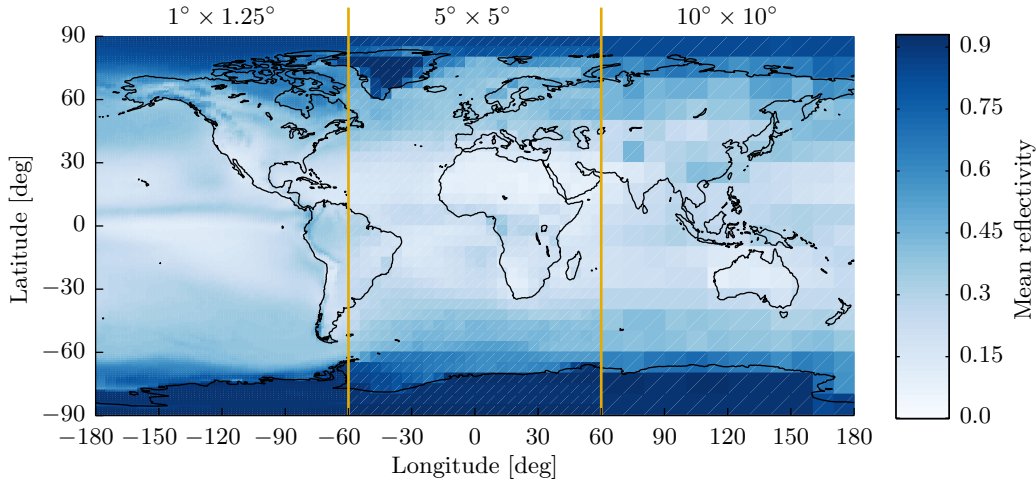 1° × 1.25° 5° × 5° 10° × 10°
90
60
30
0
−30
−60
−90
Latitude [deg]
−180 −150 −120 −90 −60 −30 0 30 60 90 120 150 180
Longitude [deg]
0.9
0.75
0.6
0.45
0.3
0.15
0.0
Mean reflectivity